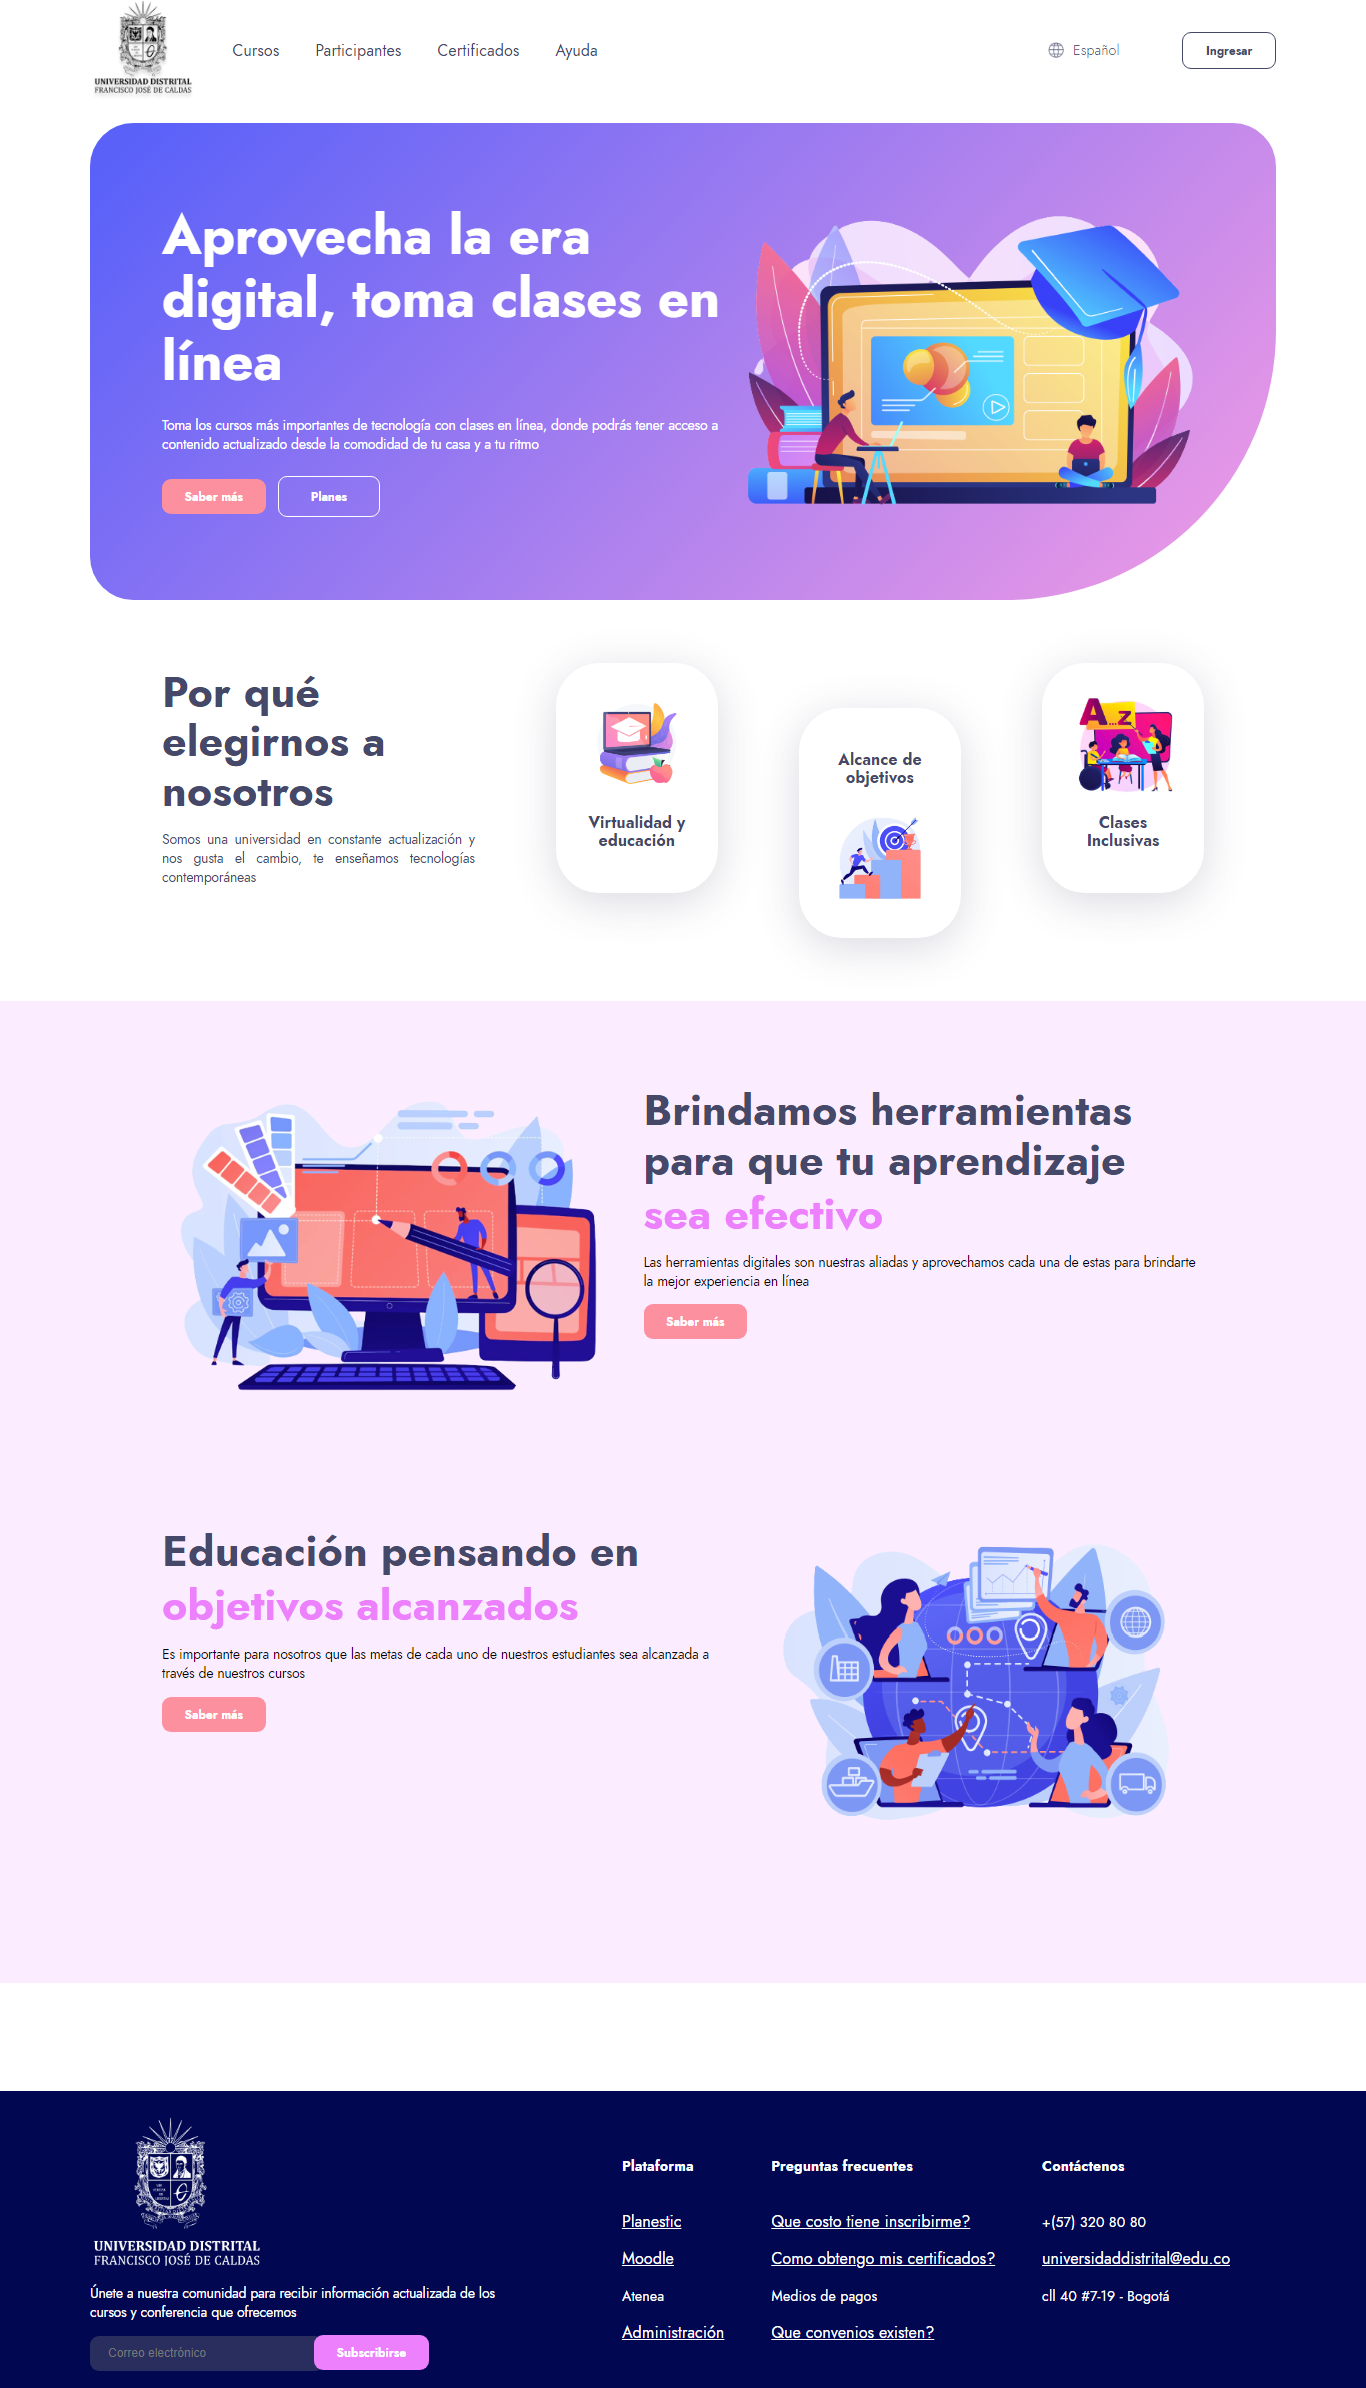 UNIVERSIDAD DISTRITAL
FRANCISCO JOSÉ DE CALDAS
Cursos
Participantes
Certificados
Ayuda
Español
Ingresar
Aprovecha la era
digital, toma clases en
línea
Toma los cursos más importantes de tecnología con clases en línea, donde podrás tener acceso a
contenido actualizado desde la comodidad de tu casa y a tu ritmo
Saber más
Planes
Por qué
elegirnos a
nosotros
Somos una universidad en constante actualización y
nos gusta el cambio, te enseñamos tecnologías
contemporáneas
Virtualidad y
educación
Alcance de
objetivos
A...z
Clases
Inclusivas
Brindamos herramientas
para que tu aprendizaje
sea efectivo
Las herramientas digitales son nuestras aliadas y aprovechamos cada una de estas para brindarte
la mejor experiencia en línea
Saber más
Educación pensando en
objetivos alcanzados
Es importante para nosotros que las metas de cada uno de nuestros estudiantes sea alcanzada a
través de nuestros cursos
Saber más
UNIVERSIDAD DISTRITAL
FRANCISCO JOSÉ DE CALDAS
Únete a nuestra comunidad para recibir información actualizada de los
cursos y conferencia que ofrecemos
Correo electrónico
Subscribirse
Plataforma
Planestic
Moodle
Atenea
Administración
Preguntas frecuentes
Que costo tiene inscribirme?
Como obtengo mis certificados?
Medios de pagos
Que convenios existen?
Contáctenos
+(57) 320 80 80
universidaddistrital@edu.co
cll 40 #7-19 - Bogotá